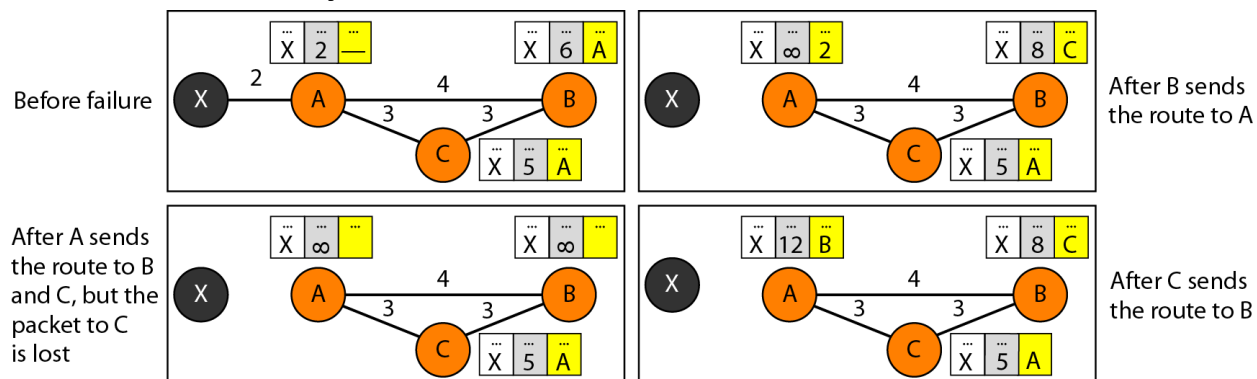 Before failure
... ... ...
X 2 —
... ... ...
X 6 A
2
4
X
A
B
3
3
C
... ... ...
X 5 A
... ... ...
X ∞ 2
... ... ...
X 8 C
4
X
A
B
3
3
C
... ... ...
X 5 A
After B sends
the route to A
After A sends
the route to B
and C, but the
packet to C
is lost
... ... ...
X ∞
... ... ...
X ∞
4
X
A
B
3
3
C
... ... ...
X 5 A
... ... ...
X 12 B
... ... ...
X 8 C
4
X
A
B
3
3
C
... ... ...
X 5 A
After C sends
the route to B